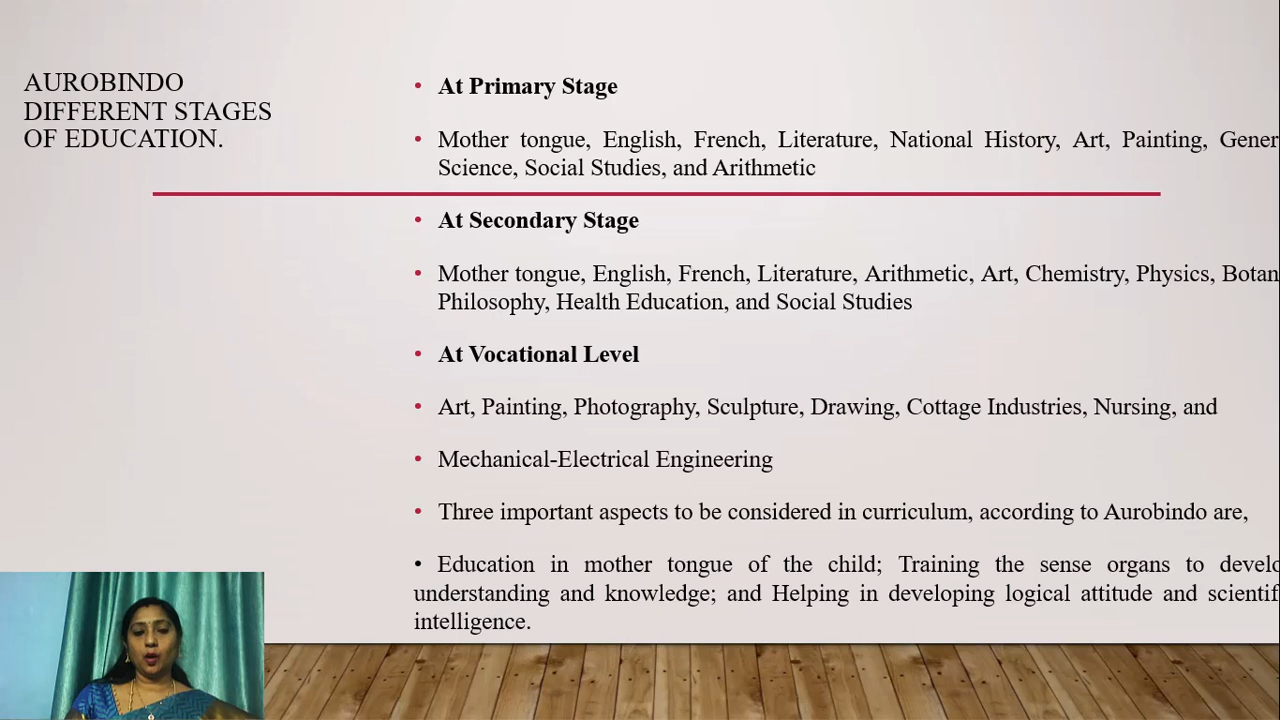 AUROBINDO
DIFFERENT STAGES
OF EDUCATION.
• At Primary Stage
• Mother tongue, English, French, Literature, National History, Art, Painting, Gener
Science, Social Studies, and Arithmetic
• At Secondary Stage
• Mother tongue, English, French, Literature, Arithmetic, Art, Chemistry, Physics, Botan
Philosophy, Health Education, and Social Studies
• At Vocational Level
• Art, Painting, Photography, Sculpture, Drawing, Cottage Industries, Nursing, and
• Mechanical-Electrical Engineering
• Three important aspects to be considered in curriculum, according to Aurobindo are,
• Education in mother tongue of the child; Training the sense organs to develo
understanding and knowledge; and Helping in developing logical attitude and scientif
intelligence.